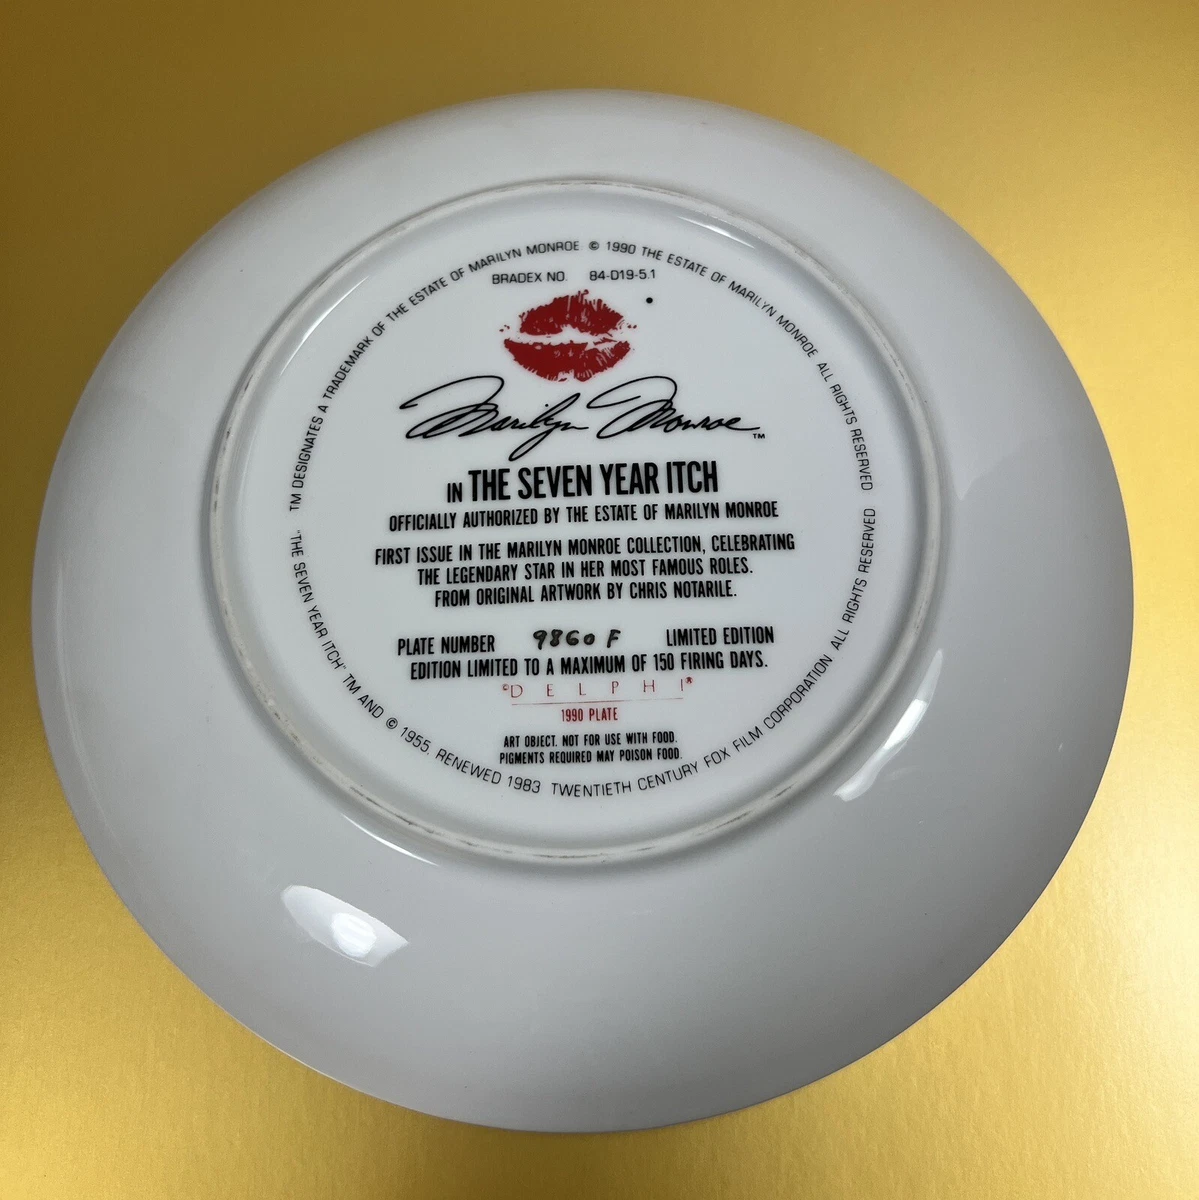 TM DESIGNATES A TRADEMARK OF THE ESTATE OF MARILYN MONROE © 1990 THE ESTATE OF MARILYN MONROE ALL RIGHTS RESERVED
BRADEX NO. 84-D19-5.1
Marilyn Monroe ™
IN THE SEVEN YEAR ITCH
OFFICIALLY AUTHORIZED BY THE ESTATE OF MARILYN MONROE
FIRST ISSUE IN THE MARILYN MONROE COLLECTION, CELEBRATING
THE LEGENDARY STAR IN HER MOST FAMOUS ROLES.
FROM ORIGINAL ARTWORK BY CHRIS NOTARILE.
PLATE NUMBER 9860 F LIMITED EDITION
EDITION LIMITED TO A MAXIMUM OF 150 FIRING DAYS.
©DELPHI®
1990 PLATE
ART OBJECT. NOT FOR USE WITH FOOD.
PIGMENTS REQUIRED MAY POISON FOOD.
"THE SEVEN YEAR ITCH" TM AND © 1955. RENEWED 1983 TWENTIETH CENTURY FOX FILM CORPORATION ALL RIGHTS RESERVED